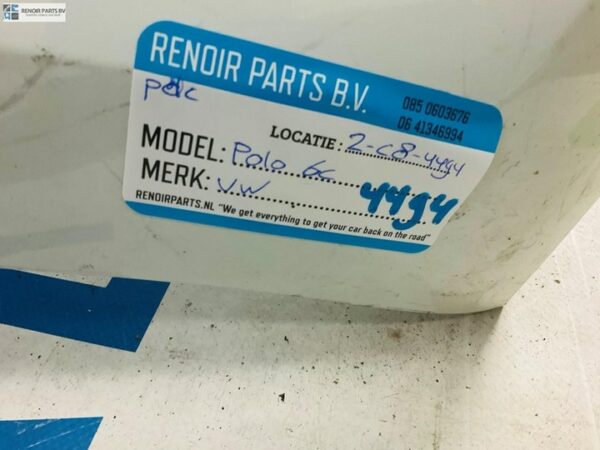 RENOIR PARTS BV
RENOIR PARTS B.V.
085 0603676
06 41346994
pdc
LOCATIE: 2-C8-4494
MODEL: Polo 6C
MERK: VW
4494
RENOIRPARTS.NL "We get everything to get your car back on the road"